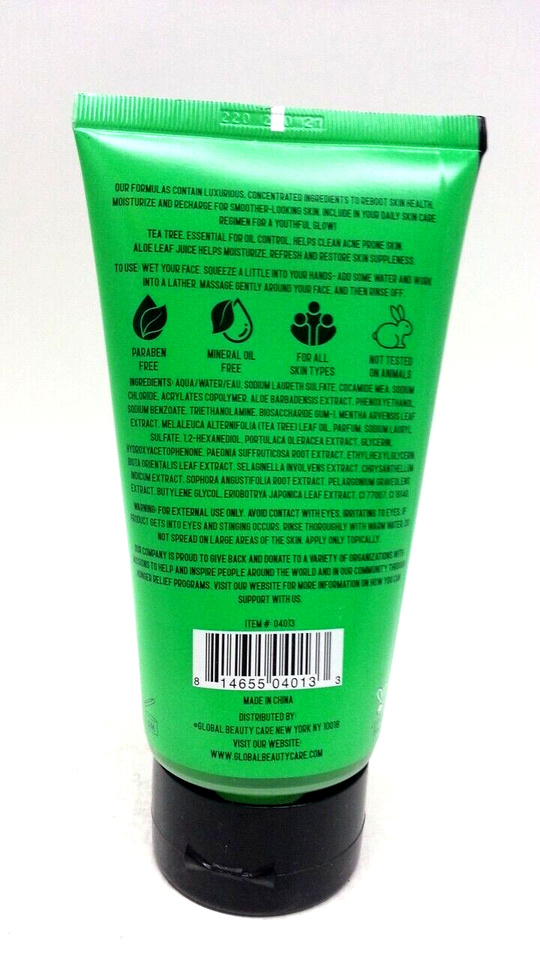 OUR FORMULAS CONTAIN LUXURIOUS, CONCENTRATED INGREDIENTS TO REBOOT SKIN HEALTH,
MOISTURIZE AND RECHARGE FOR SMOOTHER-LOOKING SKIN. INCLUDE IN YOUR DAILY SKIN CARE
REGIMEN FOR A YOUTHFUL GLOW!
TEA TREE. ESSENTIAL FOR OIL CONTROL. HELPS CLEAN ACNE PRONE SKIN.
ALOE LEAF JUICE HELPS MOISTURIZE, REFRESH AND RESTORE SKIN SUPPLENESS.
TO USE: WET YOUR FACE. SQUEEZE A LITTLE INTO YOUR HANDS- ADD SOME WATER AND WORK
INTO A LATHER. MASSAGE GENTLY AROUND YOUR FACE, AND THEN RINSE OFF.
PARABEN
FREE
MINERAL OIL
FREE
FOR ALL
SKIN TYPES
NOT TESTED
ON ANIMALS
INGREDIENTS: AQUA/WATER/EAU, SODIUM LAURETH SULFATE, COCAMIDE MEA, SODIUM
CHLORIDE, ACRYLATES COPOLYMER, ALOE BARBADENSIS EXTRACT, PHENOXYETHANOL,
SODIUM BENZOATE, TRIETHANOLAMINE, BIOSACCHARIDE GUM-1, MENTHA ARVENSIS LEAF
EXTRACT, MELALEUCA ALTERNIFOLIA (TEA TREE) LEAF OIL, PARFUM, SODIUM LAURYL
SULFATE, 1,2-HEXANEDIOL, PORTULACA OLERACEA EXTRACT, GLYCERIN,
HYDROXYACETOPHENONE, PAEONIA SUFFRUTICOSA ROOT EXTRACT, ETHYLHEXYLGLYCERIN,
BIOTA ORIENTALIS LEAF EXTRACT, SELAGINELLA INVOLVENS EXTRACT, CHRYSANTHELLUM
INDICUM EXTRACT, SOPHORA ANGUSTIFOLIA ROOT EXTRACT, PELARGONIUM GRAVEOLENS
EXTRACT, BUTYLENE GLYCOL, ERIOBOTRYA JAPONICA LEAF EXTRACT, CI 77007, CI 19140.
WARNING: FOR EXTERNAL USE ONLY. AVOID CONTACT WITH EYES. IRRITATING TO EYES. IF
PRODUCT GETS INTO EYES AND STINGING OCCURS, RINSE THOROUGHLY WITH WARM WATER. DO
NOT SPREAD ON LARGE AREAS OF THE SKIN. APPLY ONLY TOPICALLY.
OUR COMPANY IS PROUD TO GIVE BACK AND DONATE TO A VARIETY OF ORGANIZATIONS WITH
MISSIONS TO HELP AND INSPIRE PEOPLE AROUND THE WORLD AND IN OUR COMMUNITY THROUGH
HUNGER RELIEF PROGRAMS. VISIT OUR WEBSITE FOR MORE INFORMATION ON HOW YOU CAN
SUPPORT WITH US.
ITEM #: 04013
8 14655 04013 3
MADE IN CHINA
DISTRIBUTED BY:
©GLOBAL BEAUTY CARE NEW YORK NY 10018
VISIT OUR WEBSITE:
WWW.GLOBALBEAUTYCARE.COM